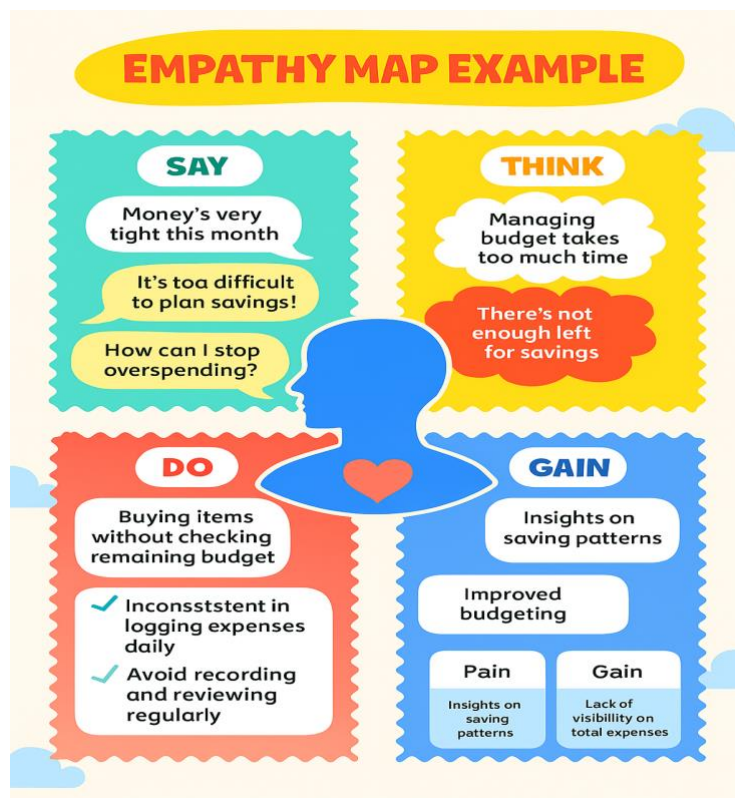 EMPATHY MAP EXAMPLE
SAY
Money's very
tight this month
It's toa difficult
to plan savings!
How can I stop
overspending?
THINK
Managing
budget takes
too much time
There's not
enough left
for savings
DO
Buying items
without checking
remaining budget
Inconsststent in
logging expenses
daily
Avoid recording
and reviewing
regularly
GAIN
Insights on
saving patterns
Improved
budgeting
Pain
Insights on
saving
patterns
Gain
Lack of
visibillity on
total expenses